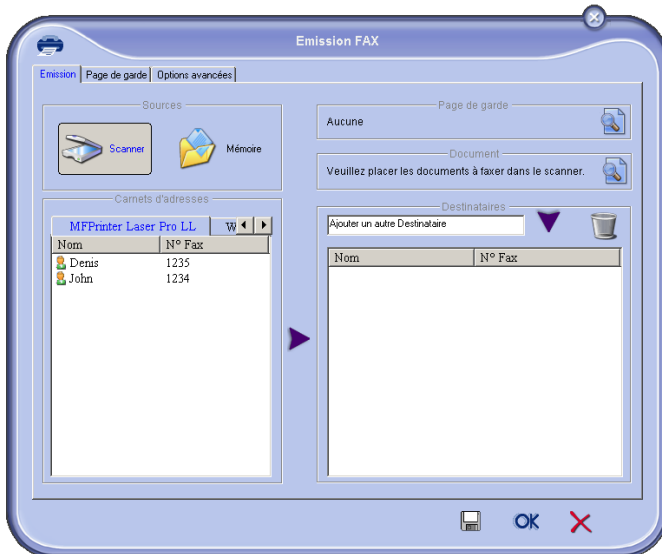 Emission FAX
Emission Page de garde Options avancées
Sources
Scanner
Mémoire
Page de garde
Aucune
Document
Veuillez placer les documents à faxer dans le scanner.
Carnets d'adresses
MFPrinter Laser Pro LL W
Nom N° Fax
Denis 1235
John 1234
Destinataires
Ajouter un autre Destinataire
Nom N° Fax
OK